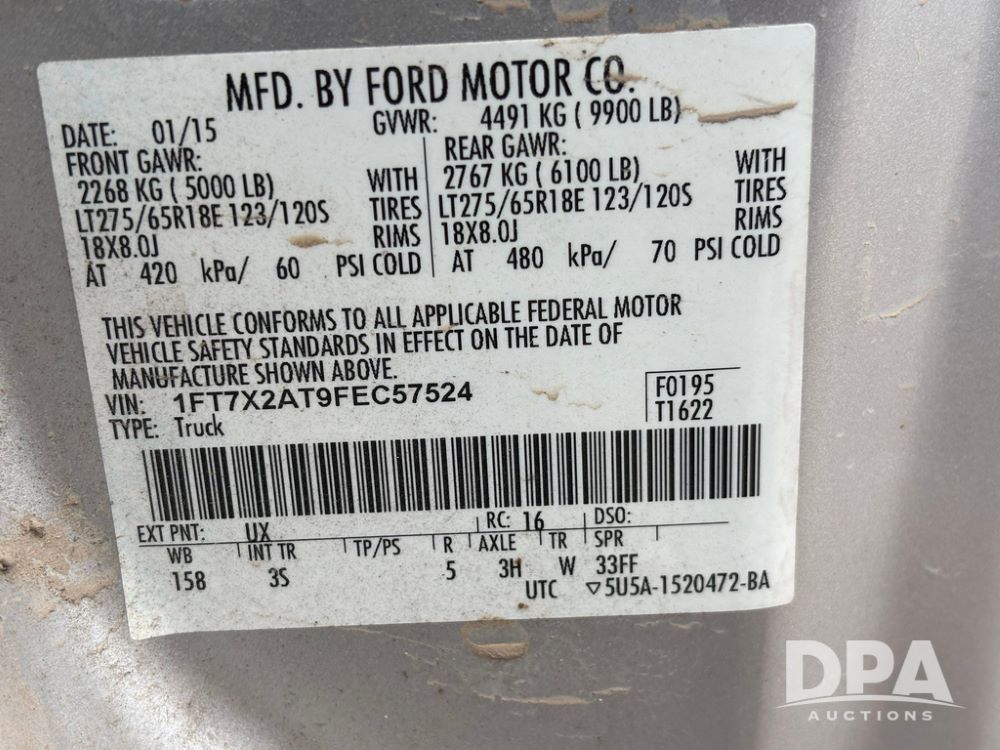 MFD. BY FORD MOTOR CO.
DATE: 01/15 GVWR: 4491 KG ( 9900 LB)
FRONT GAWR:
2268 KG ( 5000 LB) WITH
LT275/65R18E 123/120S TIRES
18X8.0J RIMS
AT 420 kPa/ 60 PSI COLD
REAR GAWR:
2767 KG ( 6100 LB) WITH
LT275/65R18E 123/120S TIRES
18X8.0J RIMS
AT 480 kPa/ 70 PSI COLD
THIS VEHICLE CONFORMS TO ALL APPLICABLE FEDERAL MOTOR
VEHICLE SAFETY STANDARDS IN EFFECT ON THE DATE OF
MANUFACTURE SHOWN ABOVE.
VIN: 1FT7X2AT9FEC57524
TYPE: Truck
F0195
T1622
EXT PNT: UX RC: 16 DSO:
WB INT TR TP/PS R AXLE TR SPR
158 3S 5 3H W 33FF
UTC ▽5U5A-1520472-BA
DPA
AUCTIONS